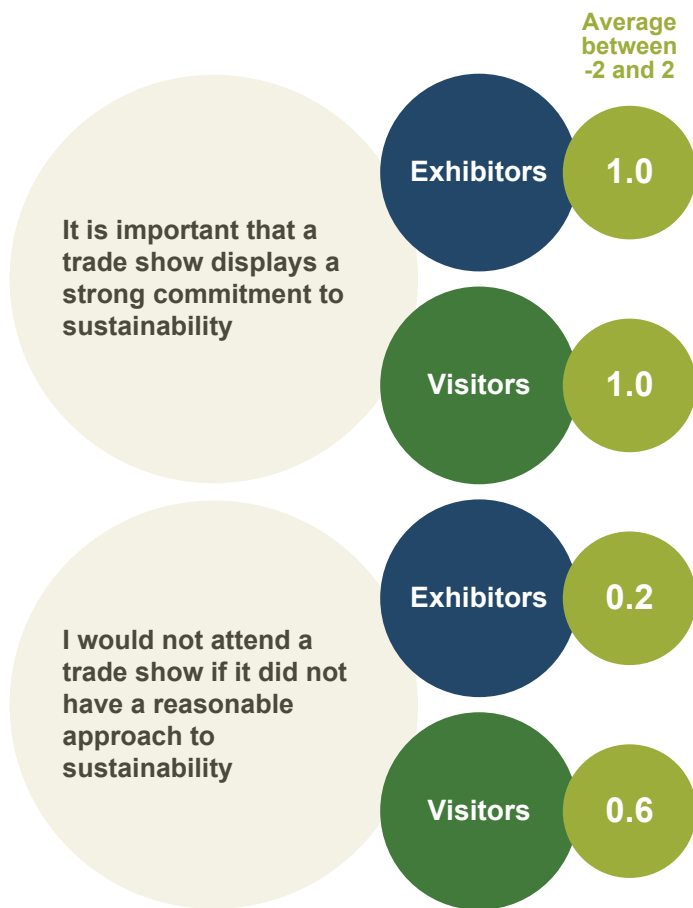 Average
between
-2 and 2
Exhibitors
1.0
It is important that a
trade show displays a
strong commitment to
sustainability
Visitors
1.0
Exhibitors
0.2
I would not attend a
trade show if it did not
have a reasonable
approach to
sustainability
Visitors
0.6